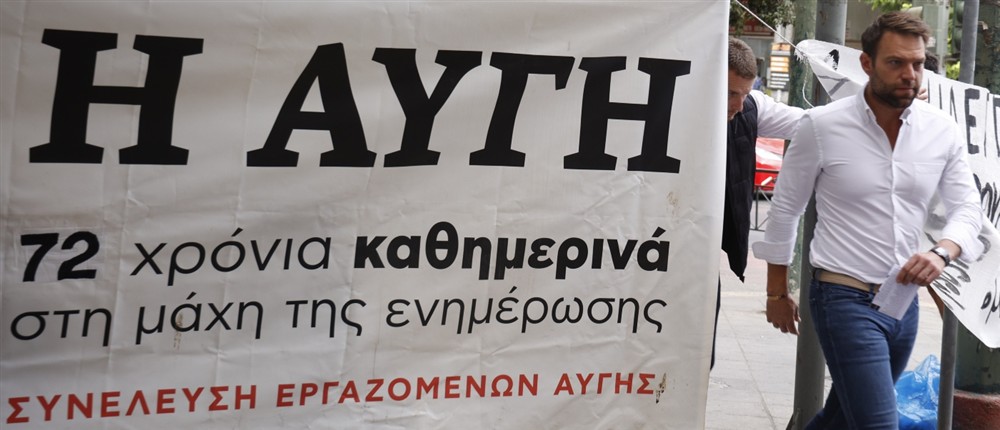 Η ΑΥΓΗ
72 χρόνια καθημερινά
στη μάχη της ενημέρωσης
ΣΥΝΕΛΕΥΣΗ ΕΡΓΑΖΟΜΕΝΩΝ ΑΥΓΗΣ